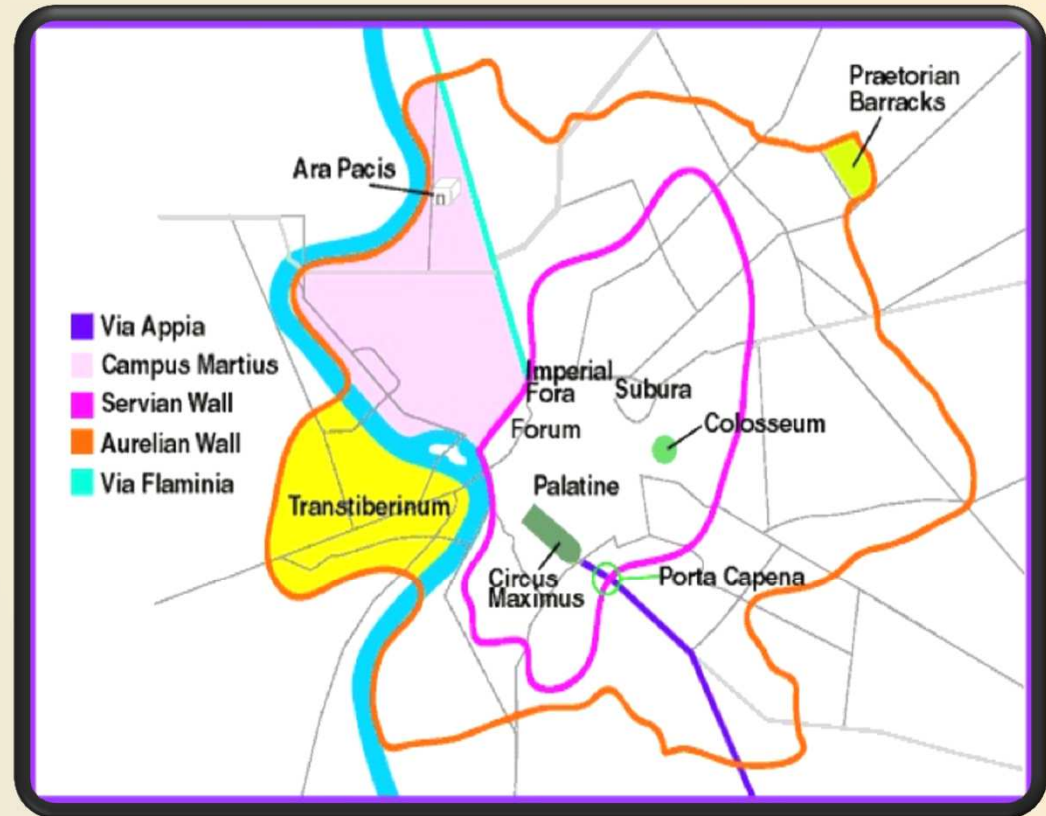 Praetorian
Barracks
Ara Pacis
n
Via Appia
Campus Martius
Servian Wall
Aurelian Wall
Via Flaminia
Imperial
Fora
Subura
Forum
Colosseum
Palatine
Transtiberinum
Circus
Maximus
Porta Capena